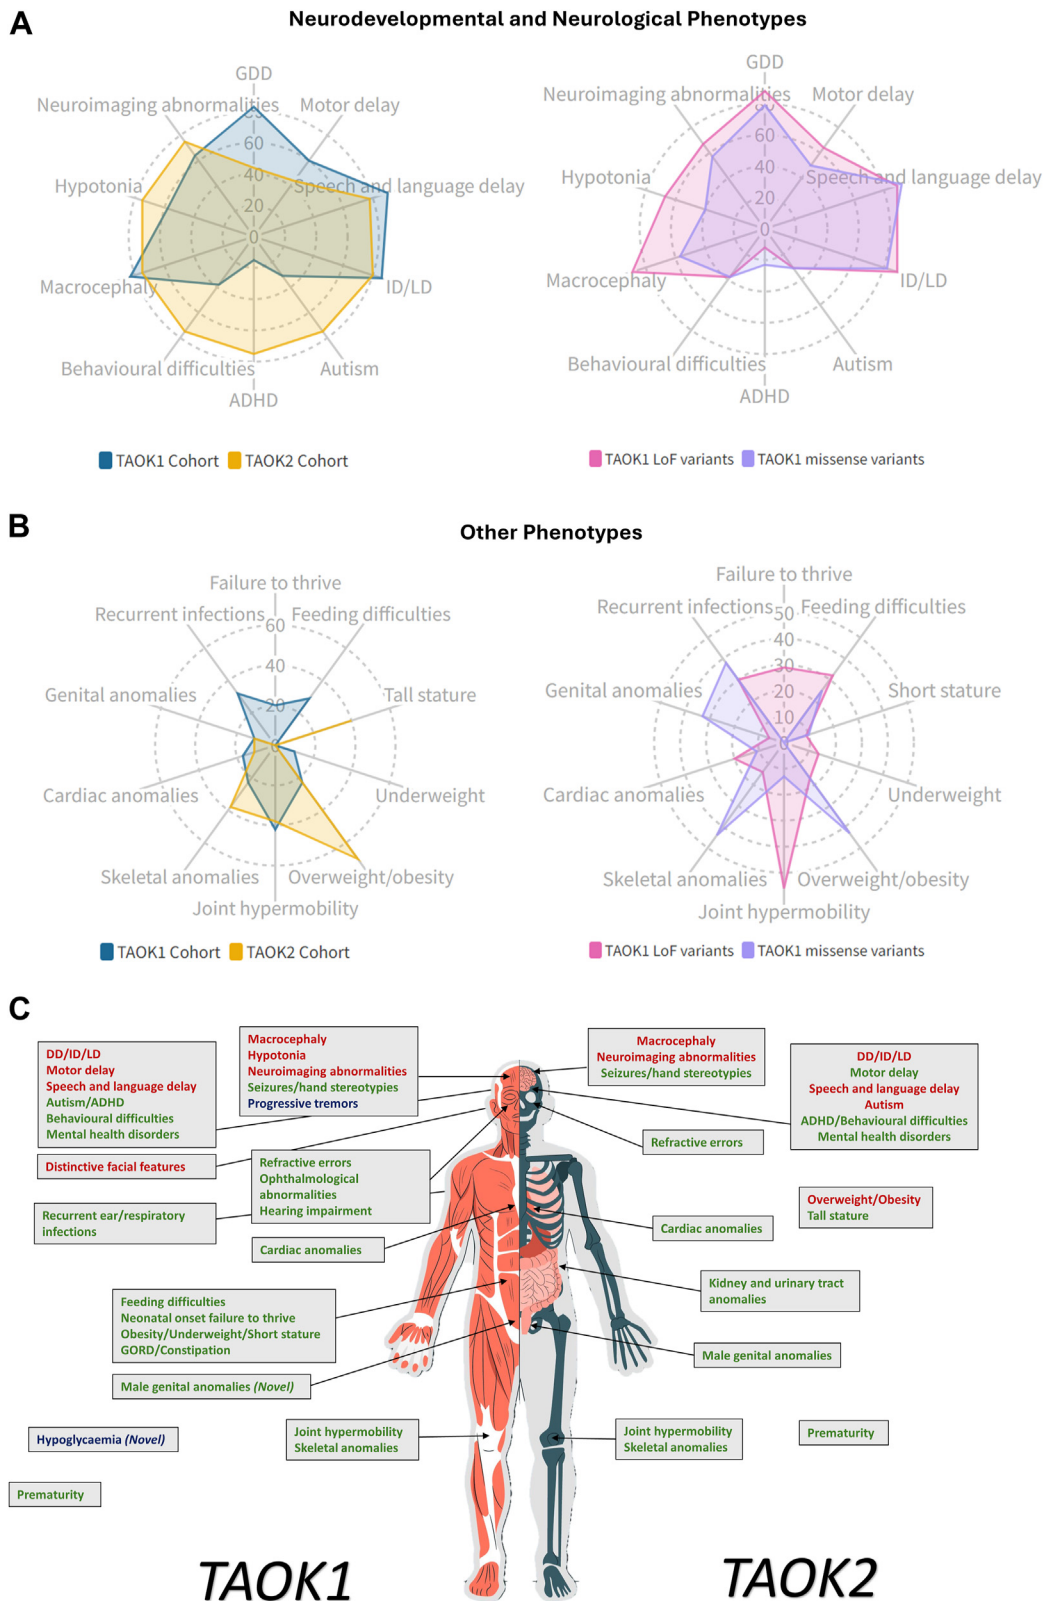 A
Neurodevelopmental and Neurological Phenotypes
GDD
Neuroimaging abnormalities
Motor delay
Hypotonia
Speech and language delay
60
40
20
0
Macrocephaly
ID/LD
Behavioural difficulties
Autism
ADHD
TAOK1 Cohort
TAOK2 Cohort
GDD
Neuroimaging abnormalities
Motor delay
80
60
40
20
0
Hypotonia
Speech and language delay
Macrocephaly
ID/LD
Behavioural difficulties
Autism
ADHD
TAOK1 LoF variants
TAOK1 missense variants
B
Other Phenotypes
Failure to thrive
Recurrent infections
Feeding difficulties
60
40
20
0
Genital anomalies
Tall stature
Cardiac anomalies
Underweight
Skeletal anomalies
Overweight/obesity
Joint hypermobility
TAOK1 Cohort
TAOK2 Cohort
Failure to thrive
Recurrent infections
Feeding difficulties
50
40
30
20
10
0
Genital anomalies
Short stature
Cardiac anomalies
Underweight
Skeletal anomalies
Overweight/obesity
Joint hypermobility
TAOK1 LoF variants
TAOK1 missense variants
C
DD/ID/LD
Motor delay
Speech and language delay
Autism/ADHD
Behavioural difficulties
Mental health disorders
Macrocephaly
Hypotonia
Neuroimaging abnormalities
Seizures/hand stereotypies
Progressive tremors
Macrocephaly
Neuroimaging abnormalities
Seizures/hand stereotypies
DD/ID/LD
Motor delay
Speech and language delay
Autism
ADHD/Behavioural difficulties
Mental health disorders
Distinctive facial features
Refractive errors
Ophthalmological
abnormalities
Hearing impairment
Refractive errors
Recurrent ear/respiratory
infections
Overweight/Obesity
Tall stature
Cardiac anomalies
Cardiac anomalies
Feeding difficulties
Neonatal onset failure to thrive
Obesity/Underweight/Short stature
GORD/Constipation
Kidney and urinary tract
anomalies
Male genital anomalies (Novel)
Male genital anomalies
Hypoglycaemia (Novel)
Joint hypermobility
Skeletal anomalies
Joint hypermobility
Skeletal anomalies
Prematurity
Prematurity
TAOK1
TAOK2